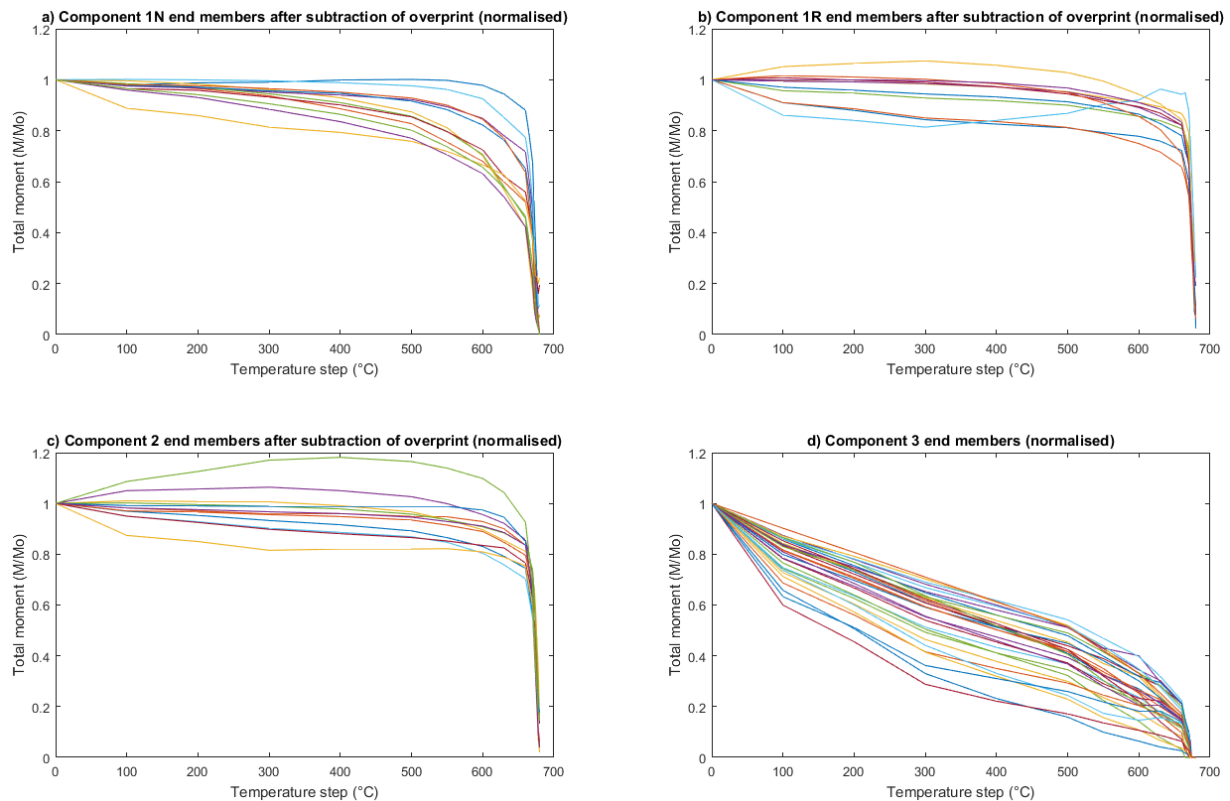 a) Component 1N end members after subtraction of overprint (normalised)
1.2
1
0.8
0.6
0.4
0.2
0
Total moment (M/Mo)
0 100 200 300 400 500 600 700
Temperature step (°C)
b) Component 1R end members after subtraction of overprint (normalised)
1.2
1
0.8
0.6
0.4
0.2
0
Total moment (M/Mo)
0 100 200 300 400 500 600 700
Temperature step (°C)
c) Component 2 end members after subtraction of overprint (normalised)
1.2
1
0.8
0.6
0.4
0.2
0
Total moment (M/Mo)
0 100 200 300 400 500 600 700
Temperature step (°C)
d) Component 3 end members (normalised)
1.2
1
0.8
0.6
0.4
0.2
0
Total moment (M/Mo)
0 100 200 300 400 500 600 700
Temperature step (°C)